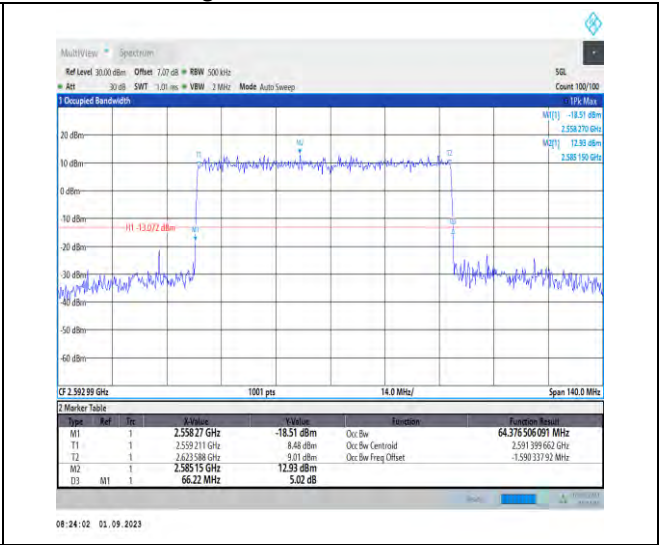 MultiView Spectrum
Ref Level 30.00 dBm Offset 7.07 dB RBW 500 kHz SGL
Att 30 dB SWT 1.01 ms VBW 2 MHz Mode Auto Sweep Count 100/100
1 Occupied Bandwidth 1Pk Max
M1[1] -18.51 dBm
2.558 270 GHz
M2[1] 12.93 dBm
2.585 150 GHz
20 dBm
M2
T1 T2
10 dBm
0 dBm
-10 dBm
H1 -13.072 dBm M1
-20 dBm
-30 dBm
-40 dBm
-50 dBm
-60 dBm
CF 2.592 99 GHz 1001 pts 14.0 MHz/ Span 140.0 MHz
2 Marker Table
Type Ref Trc X-Value Y-Value Function Function Result
M1 1 2.558 27 GHz -18.51 dBm Occ Bw 64.376 506 091 MHz
T1 1 2.559 211 GHz 8.48 dBm Occ Bw Centroid 2.591 399 662 GHz
T2 1 2.623 588 GHz 9.01 dBm Occ Bw Freq Offset -1.590 337 92 MHz
M2 1 2.585 15 GHz 12.93 dBm
D3 M1 1 66.22 MHz 5.02 dB
08:24:02 01.09.2023